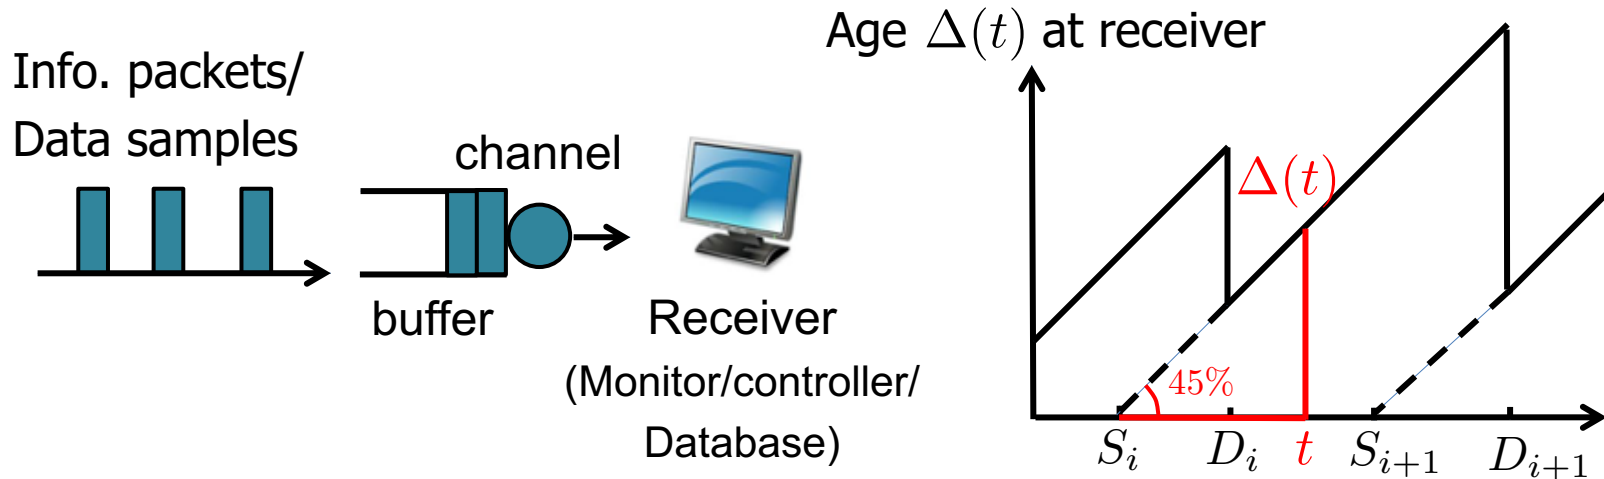 Info. packets/
Data samples
channel
buffer
Receiver
(Monitor/controller/
Database)
Age Δ(t) at receiver
Δ(t)
45%
S_i
D_i
t
S_{i+1}
D_{i+1}